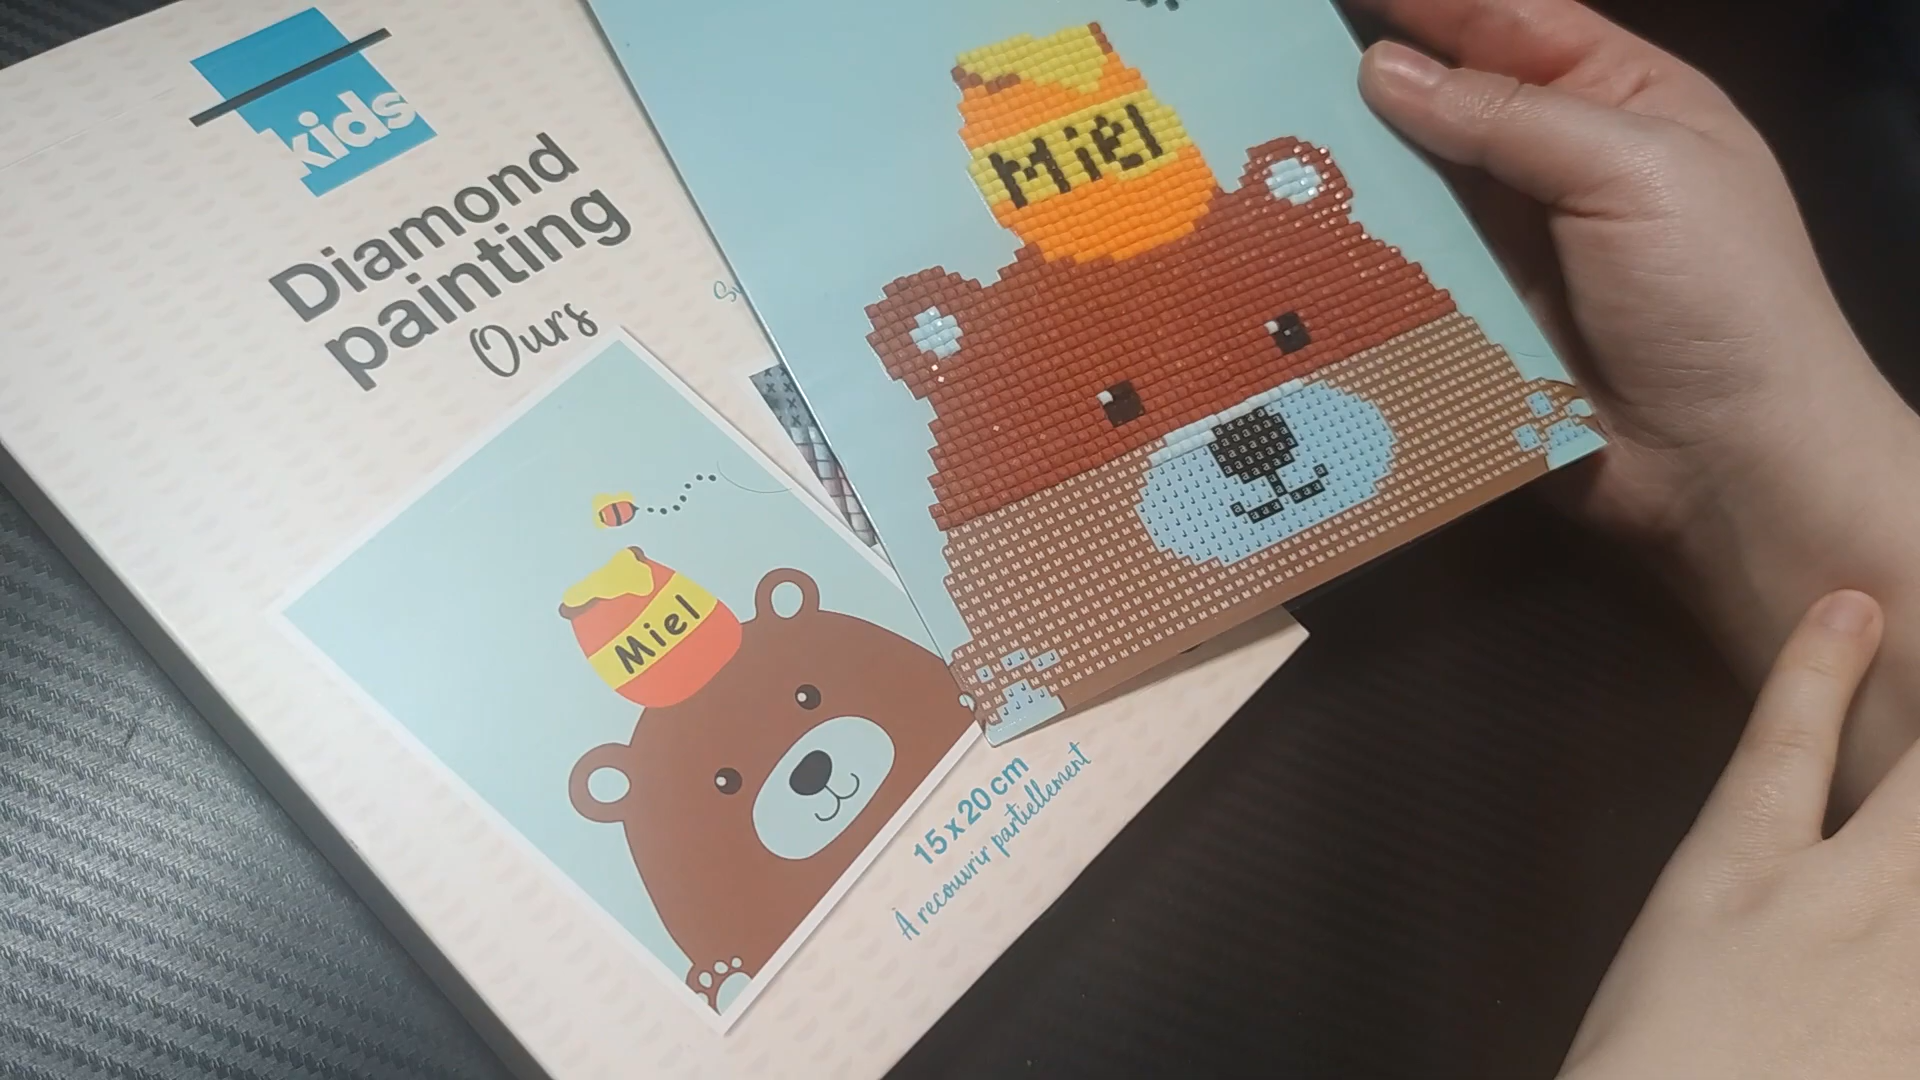 kids
Diamond
painting
Ours
Miel
15 x 20 cm
À recouvrir partiellement
Miel